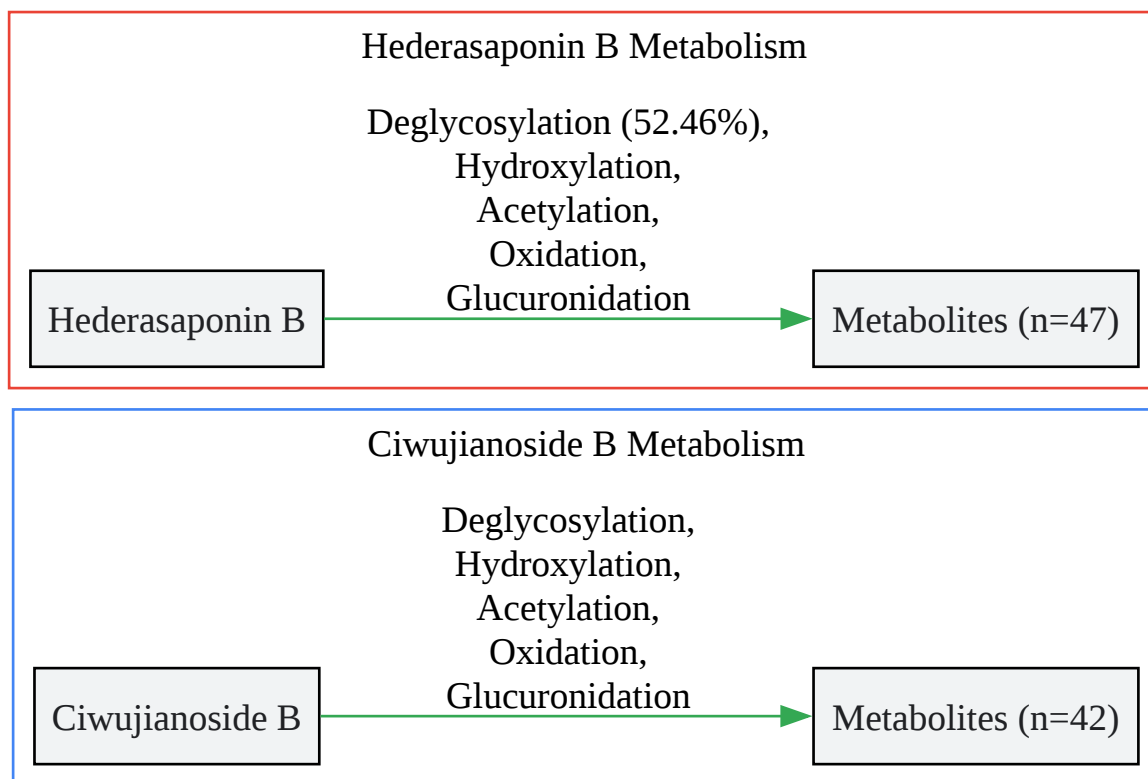 Hederasaponin B Metabolism
Deglycosylation (52.46%),
Hydroxylation,
Acetylation,
Oxidation,
Glucuronidation
Hederasaponin B
Metabolites (n=47)
Ciwujianoside B Metabolism
Deglycosylation,
Hydroxylation,
Acetylation,
Oxidation,
Glucuronidation
Ciwujianoside B
Metabolites (n=42)